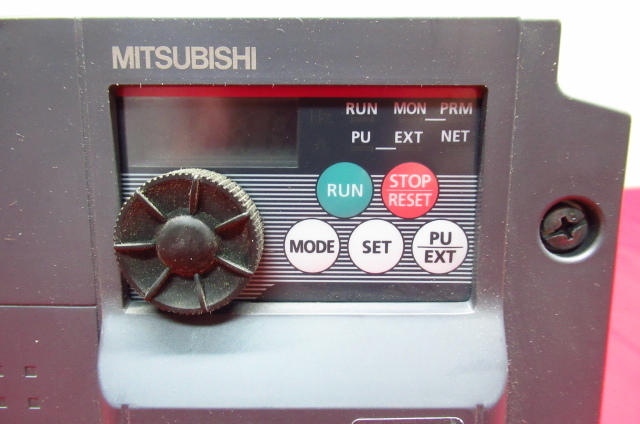 MITSUBISHI
RUN MON PRM
PU EXT NET
RUN STOP
RESET
MODE SET PU
EXT